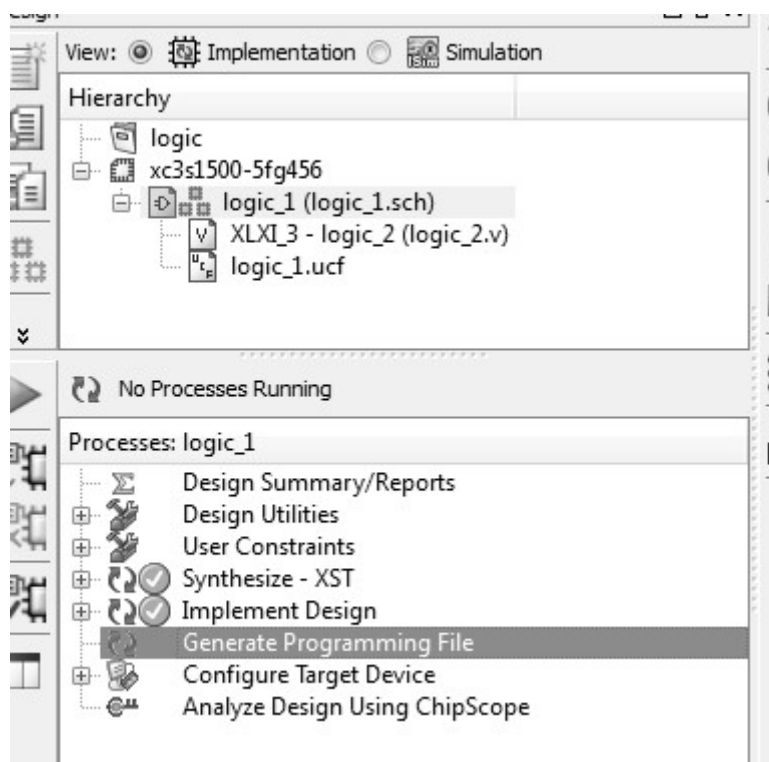 View: Implementation Simulation
Hierarchy
logic
xc3s1500-5fg456
logic_1 (logic_1.sch)
XLXI_3 - logic_2 (logic_2.v)
logic_1.ucf
No Processes Running
Processes: logic_1
Design Summary/Reports
Design Utilities
User Constraints
Synthesize - XST
Implement Design
Generate Programming File
Configure Target Device
Analyze Design Using ChipScope